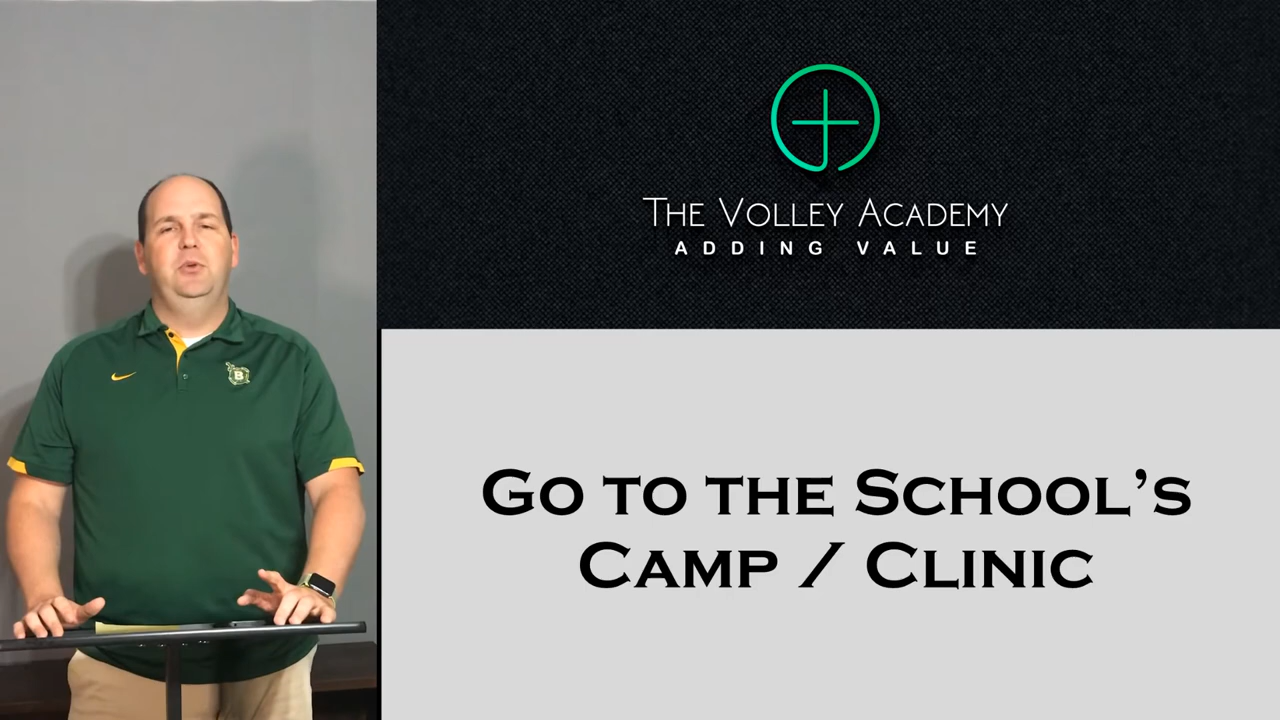 The Volley Academy
ADDING VALUE
B
Go to the School's
Camp / Clinic